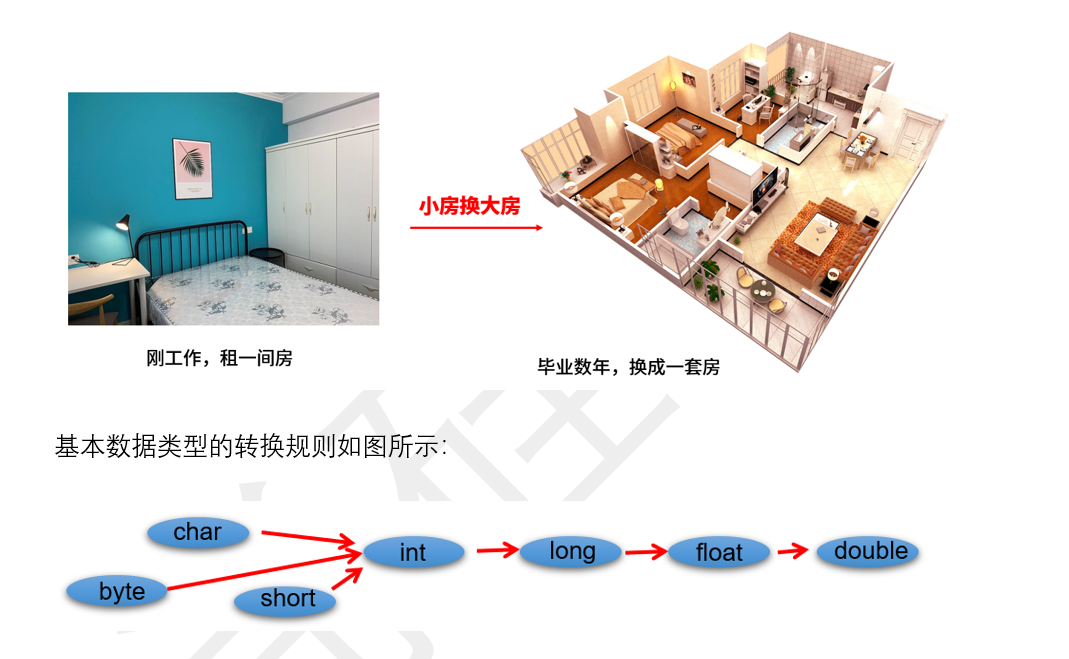 小房换大房
刚工作，租一间房
毕业数年，换成一套房
基本数据类型的转换规则如图所示：
char
int
long
float
double
byte
short